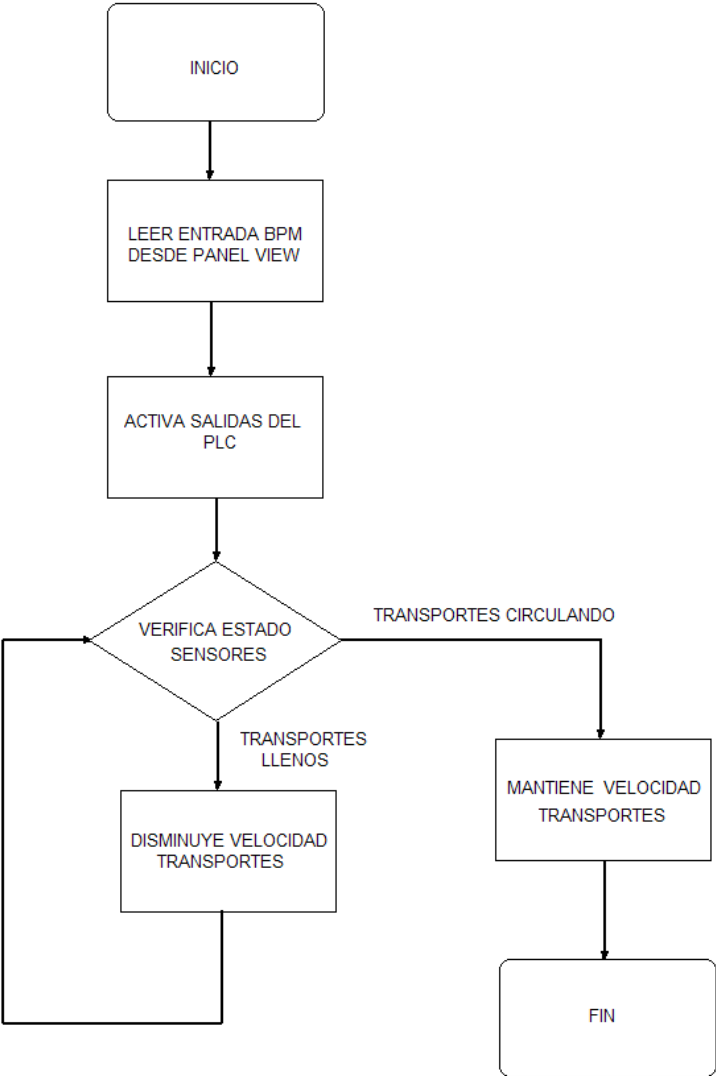 INICIO
LEER ENTRADA BPM
DESDE PANEL VIEW
ACTIVA SALIDAS DEL
PLC
VERIFICA ESTADO
SENSORES
TRANSPORTES CIRCULANDO
TRANSPORTES
LLENOS
DISMINUYE VELOCIDAD
TRANSPORTES
MANTIENE VELOCIDAD
TRANSPORTES
FIN